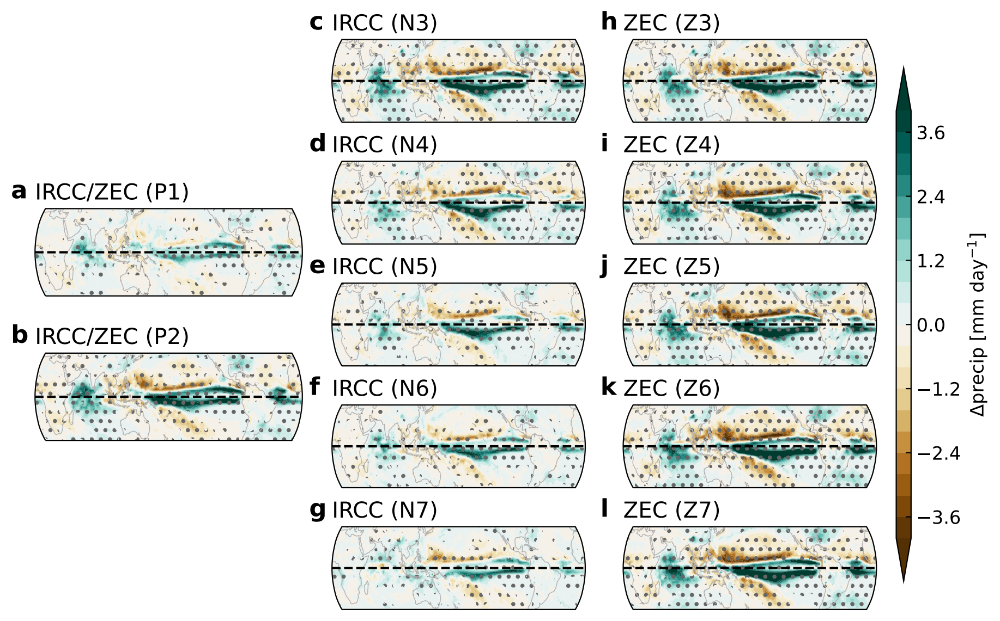 a IRCC/ZEC (P1)
b IRCC/ZEC (P2)
c IRCC (N3)
d IRCC (N4)
e IRCC (N5)
f IRCC (N6)
g IRCC (N7)
h ZEC (Z3)
i ZEC (Z4)
j ZEC (Z5)
k ZEC (Z6)
l ZEC (Z7)
3.6
2.4
1.2
0.0
−1.2
−2.4
−3.6
Δprecip [mm day⁻¹]